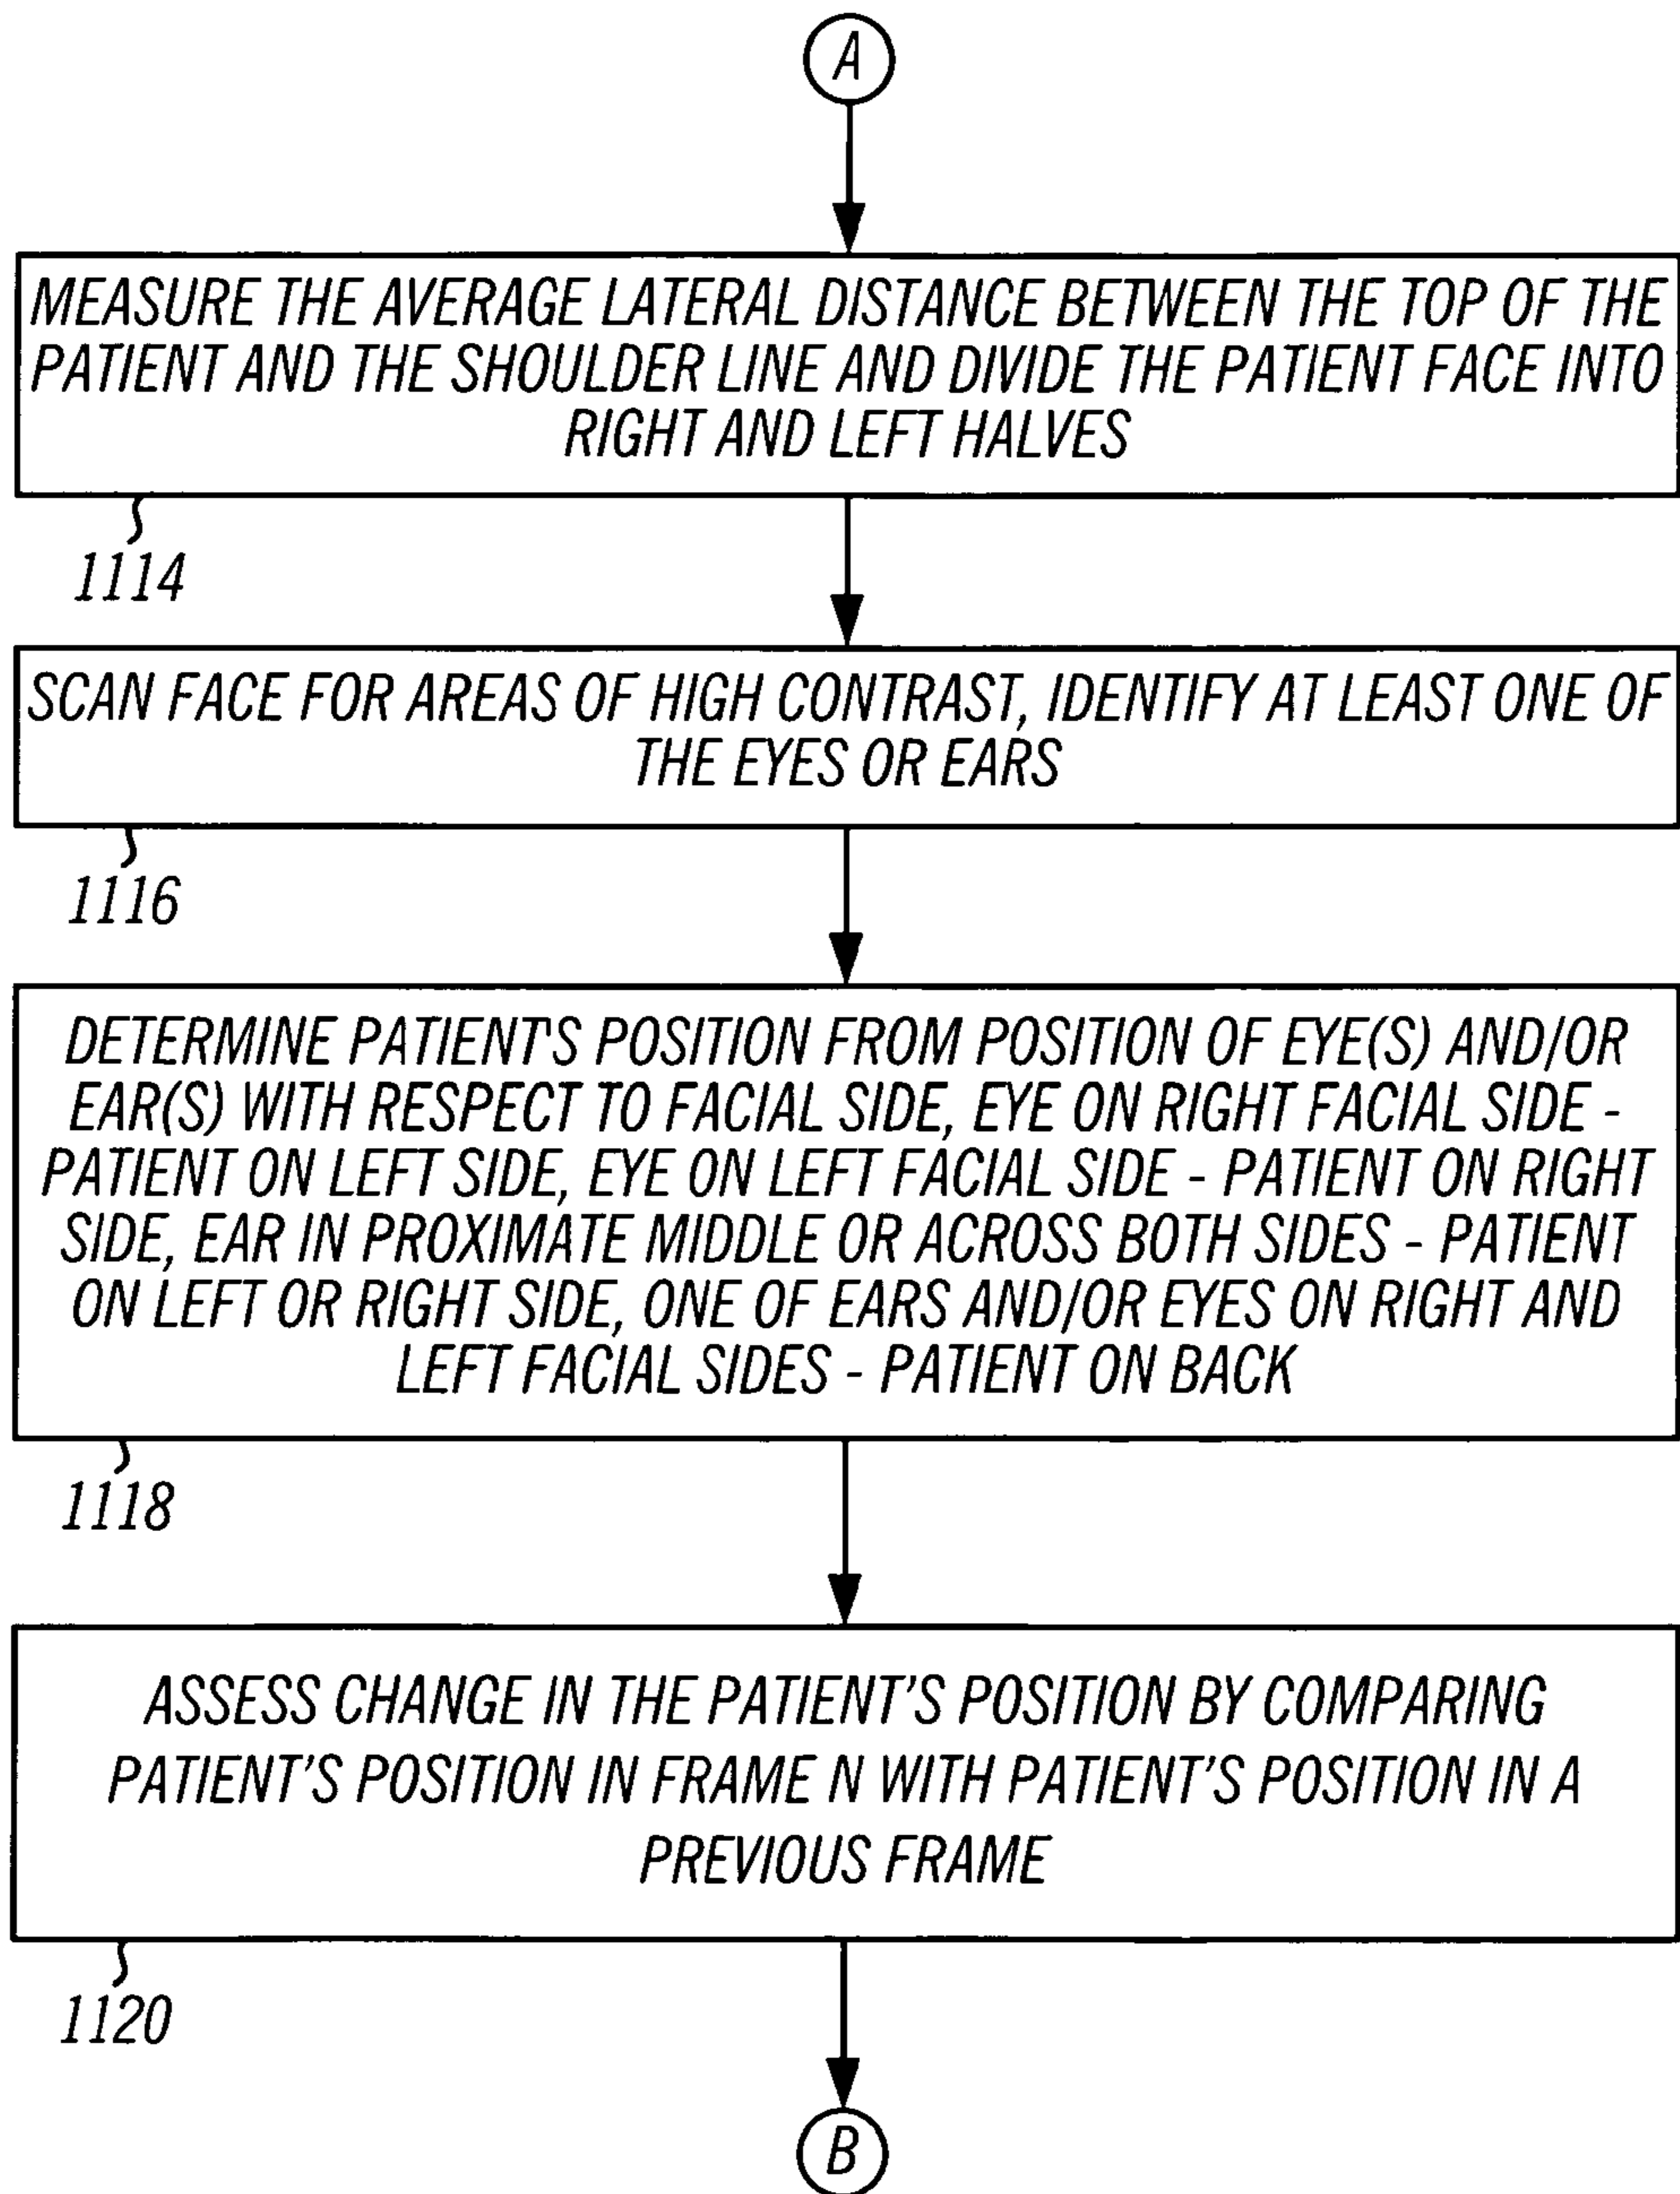 A
MEASURE THE AVERAGE LATERAL DISTANCE BETWEEN THE TOP OF THE
PATIENT AND THE SHOULDER LINE AND DIVIDE THE PATIENT FACE INTO
RIGHT AND LEFT HALVES
1114
SCAN FACE FOR AREAS OF HIGH CONTRAST, IDENTIFY AT LEAST ONE OF
THE EYES OR EARS
1116
DETERMINE PATIENT'S POSITION FROM POSITION OF EYE(S) AND/OR
EAR(S) WITH RESPECT TO FACIAL SIDE, EYE ON RIGHT FACIAL SIDE -
PATIENT ON LEFT SIDE, EYE ON LEFT FACIAL SIDE - PATIENT ON RIGHT
SIDE, EAR IN PROXIMATE MIDDLE OR ACROSS BOTH SIDES - PATIENT
ON LEFT OR RIGHT SIDE, ONE OF EARS AND/OR EYES ON RIGHT AND
LEFT FACIAL SIDES - PATIENT ON BACK
1118
ASSESS CHANGE IN THE PATIENT'S POSITION BY COMPARING
PATIENT'S POSITION IN FRAME N WITH PATIENT'S POSITION IN A
PREVIOUS FRAME
1120
B